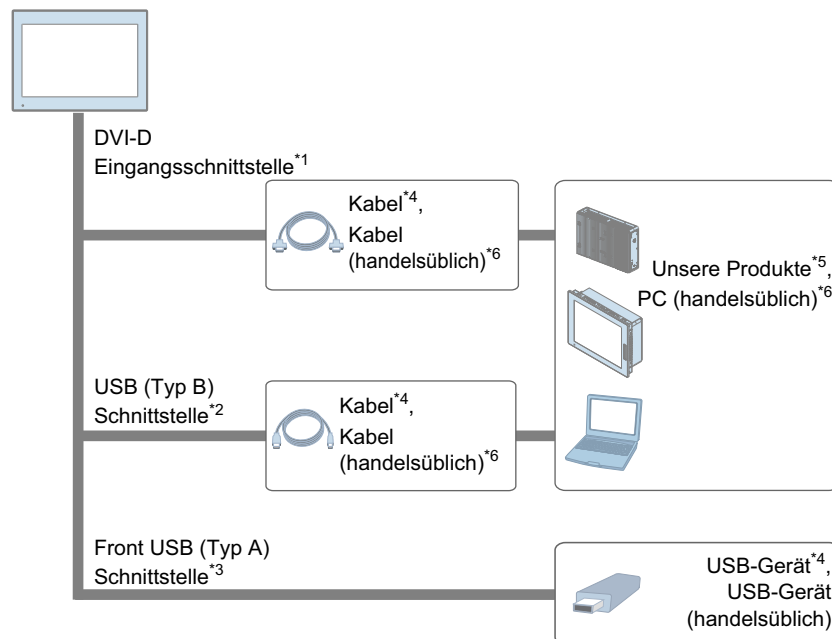 DVI-D
Eingangsschnittstelle*1
Kabel*4,
Kabel
(handelsüblich)*6
Unsere Produkte*5,
PC (handelsüblich)*6
USB (Typ B)
Schnittstelle*2
Kabel*4,
Kabel
(handelsüblich)*6
Front USB (Typ A)
Schnittstelle*3
USB-Gerät*4,
USB-Gerät
(handelsüblich)